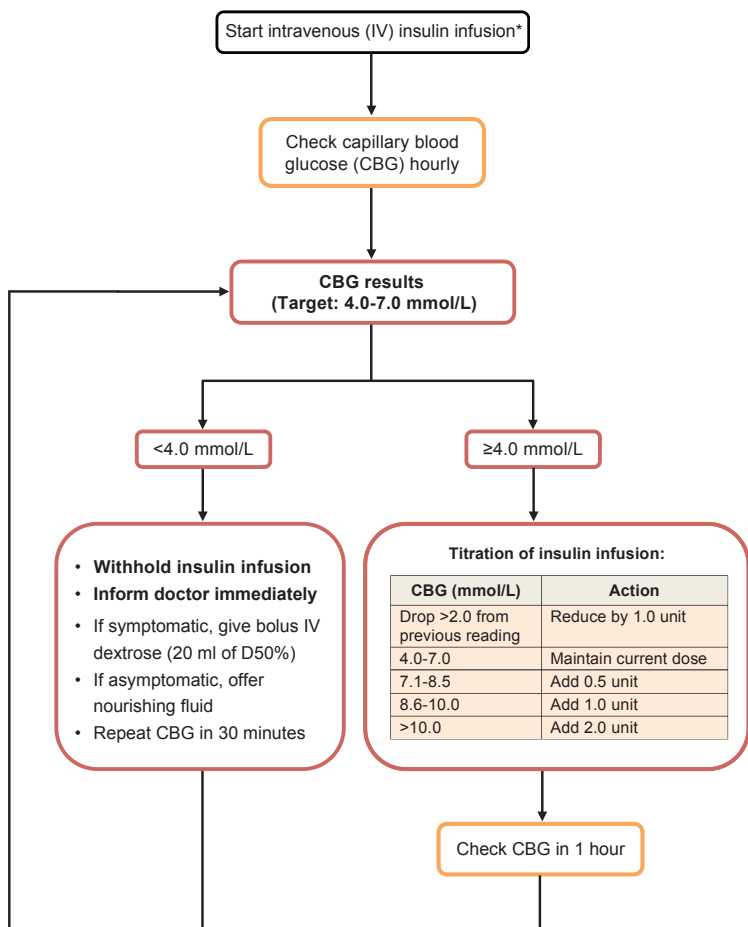 Start intravenous (IV) insulin infusion*
Check capillary blood
glucose (CBG) hourly
CBG results
(Target: 4.0-7.0 mmol/L)
<4.0 mmol/L
≥4.0 mmol/L
• Withhold insulin infusion
• Inform doctor immediately
• If symptomatic, give bolus IV
dextrose (20 ml of D50%)
• If asymptomatic, offer
nourishing fluid
• Repeat CBG in 30 minutes
Titration of insulin infusion:
CBG (mmol/L) Action
Drop >2.0 from Reduce by 1.0 unit
previous reading
4.0-7.0 Maintain current dose
7.1-8.5 Add 0.5 unit
8.6-10.0 Add 1.0 unit
>10.0 Add 2.0 unit
Check CBG in 1 hour